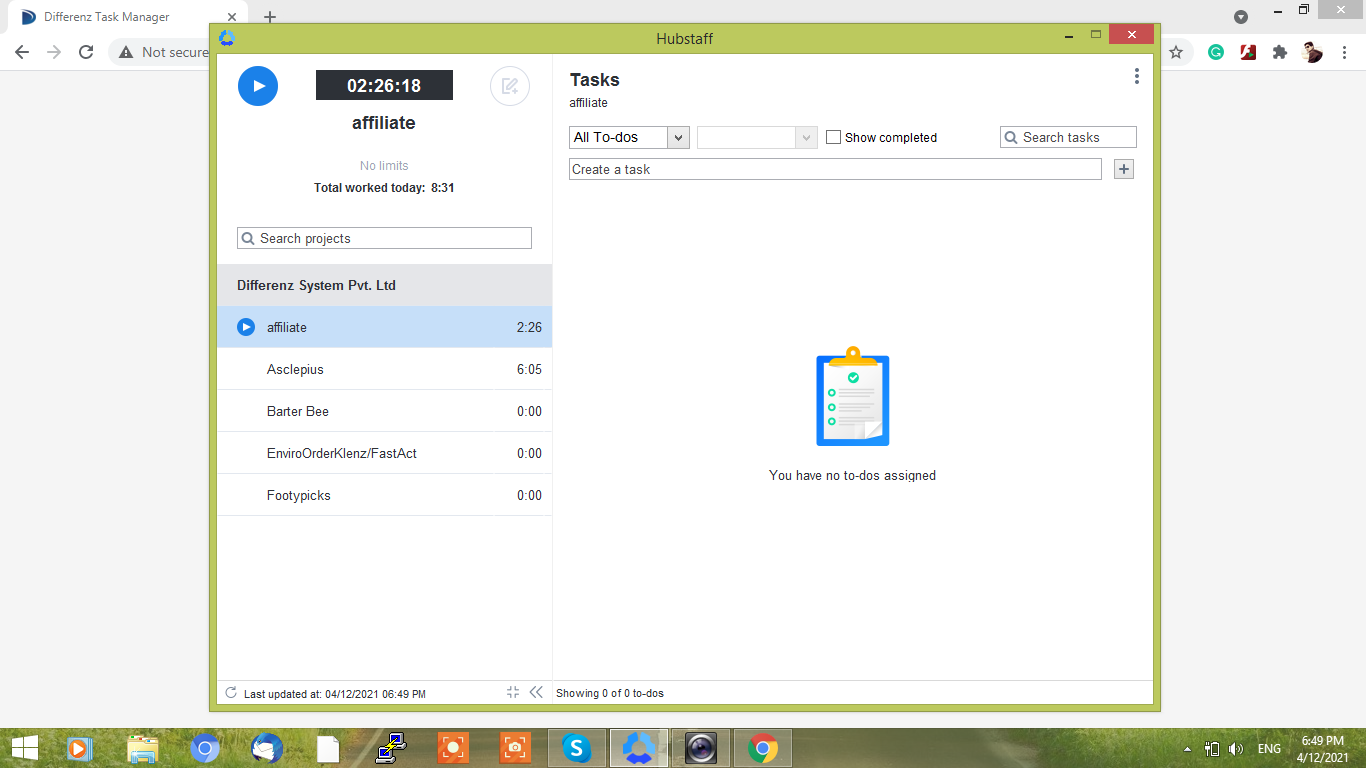 Differenz Task Manager
Not secure
Hubstaff
02:26:18
affiliate
No limits
Total worked today: 8:31
Search projects
Differenz System Pvt. Ltd
affiliate 2:26
Asclepius 6:05
Barter Bee 0:00
EnviroOrderKlenz/FastAct 0:00
Footypicks 0:00
Last updated at: 04/12/2021 06:49 PM
Tasks
affiliate
All To-dos
Show completed
Search tasks
Create a task
You have no to-dos assigned
Showing 0 of 0 to-dos
ENG
6:49 PM
4/12/2021